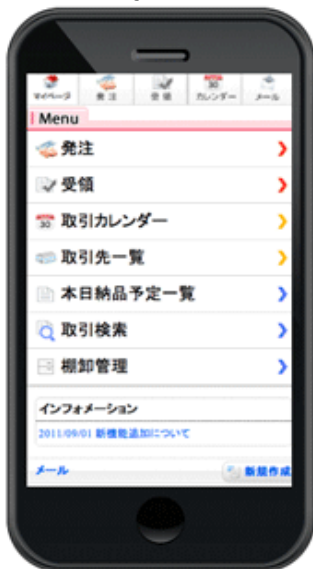 マイページ 発注 受領 カレンダー メール
Menu
発注
受領
30 取引カレンダー
取引先一覧
本日納品予定一覧
取引検索
棚卸管理
インフォメーション
2011/09/01 新機能追加について
メール 新規作成